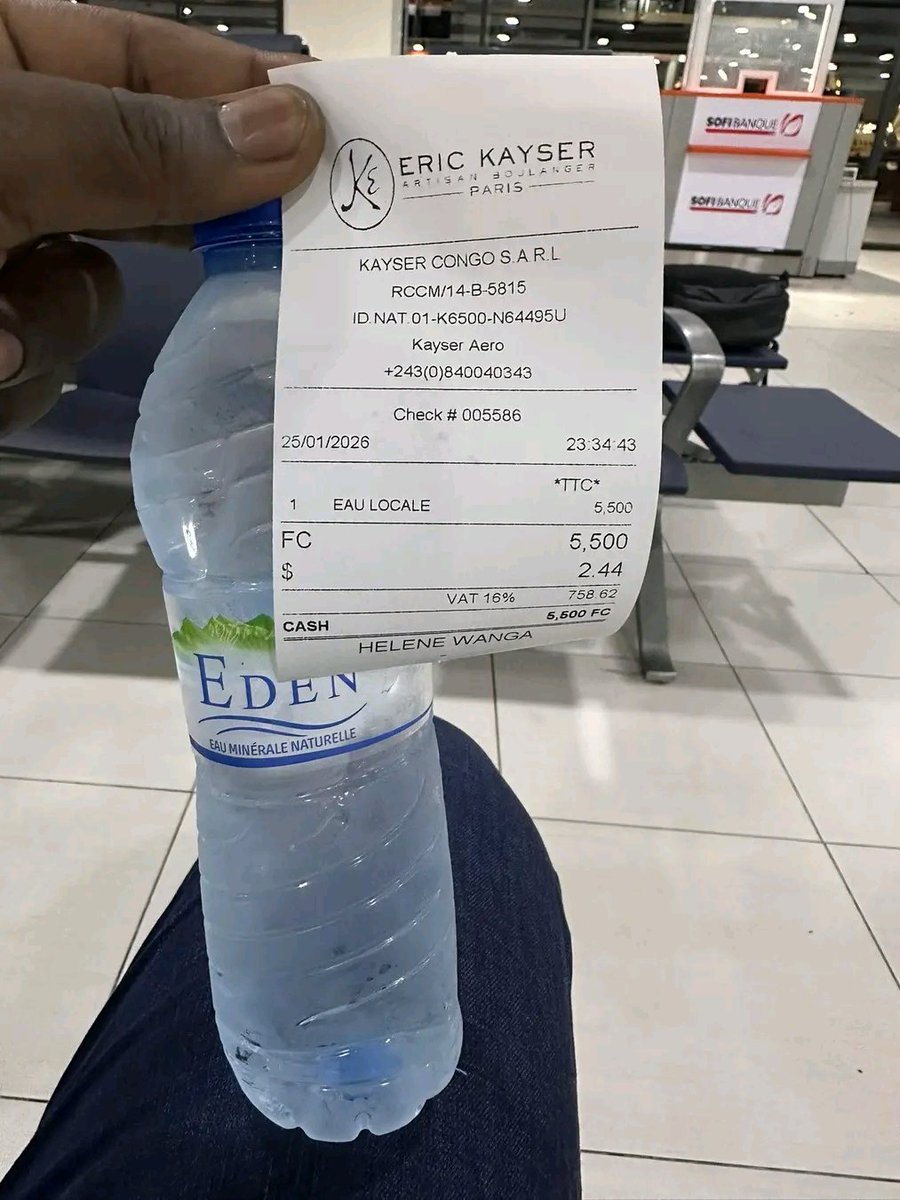 KE
ERIC KAYSER
ARTISAN BOULANGER
PARIS
KAYSER CONGO S.A.R.L
RCCM/14-B-5815
ID.NAT.01-K6500-N64495U
Kayser Aero
+243(0)840040343
Check # 005586
25/01/2026 23:34:43
*TTC*
1 EAU LOCALE 5,500
FC 5,500
$ 2.44
VAT 16% 758.62
CASH 5,500 FC
HELENE WANGA
EDEN
EAU MINÉRALE NATURELLE
SOFIBANQUE
SOFIBANQUE